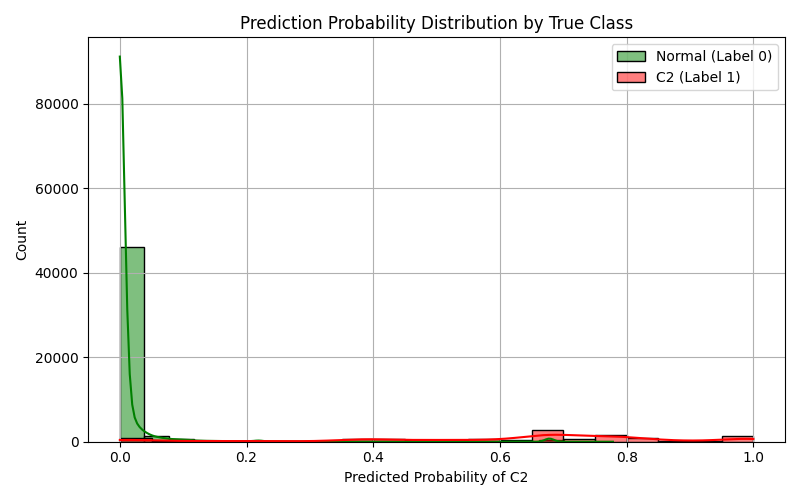 Prediction Probability Distribution by True Class
Normal (Label 0)
C2 (Label 1)
Count
80000
60000
40000
20000
0
0.0 0.2 0.4 0.6 0.8 1.0
Predicted Probability of C2